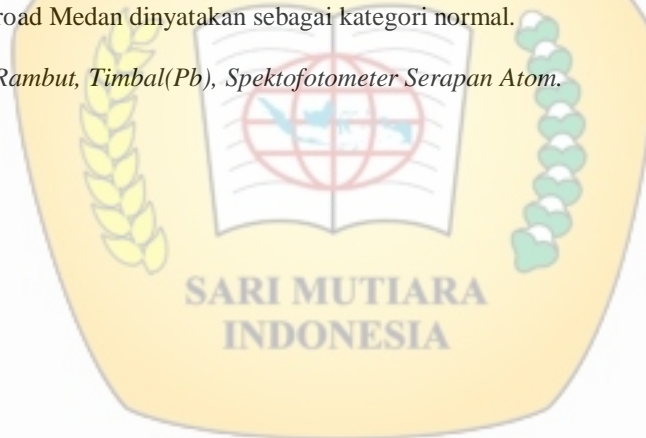 road Medan dinyatakan sebagai kategori normal.
Rambut, Timbal(Pb), Spektofotometer Serapan Atom.
SARI MUTIARA
INDONESIA